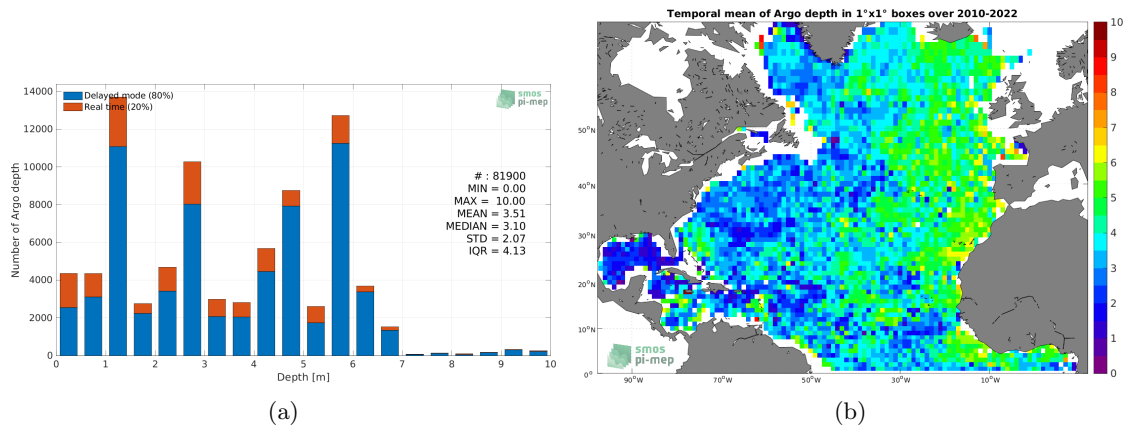 Delayed mode (80%)
Real time (20%)
smos
pi-mep
14000
12000
10000
8000
6000
4000
2000
0
Number of Argo depth
# : 81900
MIN = 0.00
MAX = 10.00
MEAN = 3.51
MEDIAN = 3.10
STD = 2.07
IQR = 4.13
0 1 2 3 4 5 6 7 8 9 10
Depth [m]
(a)
Temporal mean of Argo depth in 1°x1° boxes over 2010-2022
50°N
40°N
30°N
20°N
10°N
0°
90°W 70°W 50°W 30°W 10°W
smos
pi-mep
10
9
8
7
6
5
4
3
2
1
0
(b)